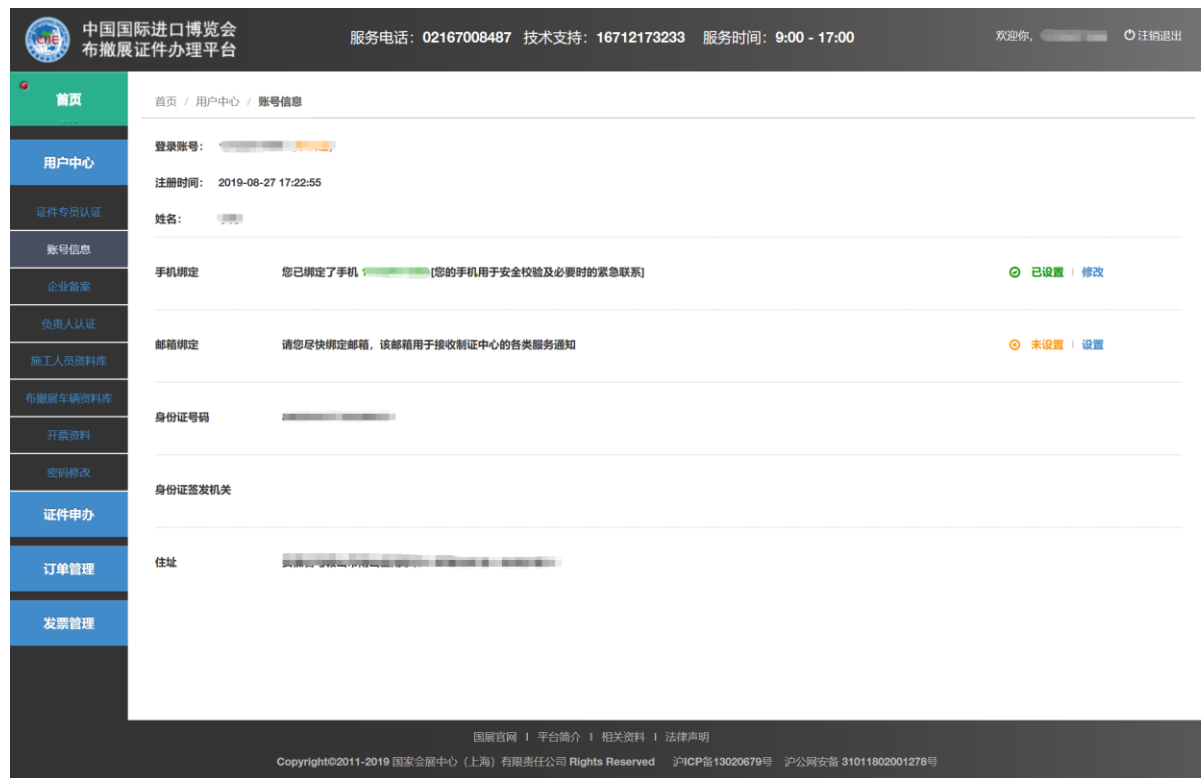 中国国际进口博览会
布撤展证件办理平台
服务电话：02167008487 技术支持：16712173233 服务时间：9:00 - 17:00
欢迎你,
注销退出
首页
用户中心
证件专员认证
账号信息
企业备案
负责人认证
施工人员资料库
布撤展车辆资料库
开票资料
密码修改
证件申办
订单管理
发票管理
首页 / 用户中心 / 账号信息
登录账号：
注册时间： 2019-08-27 17:22:55
姓名：
手机绑定 您已绑定了手机 [您的手机用于安全校验及必要时的紧急联系] 已设置 | 修改
邮箱绑定 请您尽快绑定邮箱，该邮箱用于接收制证中心的各类服务通知 未设置 | 设置
身份证号码
身份证签发机关
住址
国展官网 | 平台简介 | 相关资料 | 法律声明
Copyright©2011-2019 国家会展中心（上海）有限责任公司 Rights Reserved 沪ICP备13020679号 沪公网安备 31011802001278号